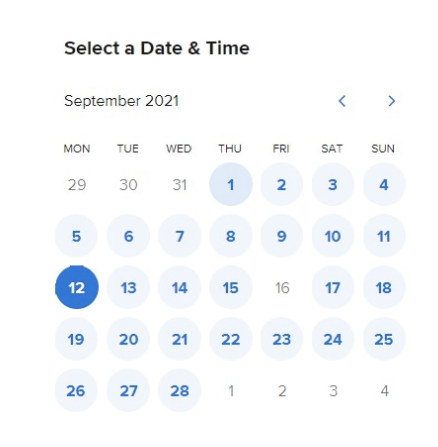 Select a Date & Time
September 2021
MON TUE WED THU FRI SAT SUN
29 30 31 1 2 3 4
5 6 7 8 9 10 11
12 13 14 15 16 17 18
19 20 21 22 23 24 25
26 27 28 1 2 3 4